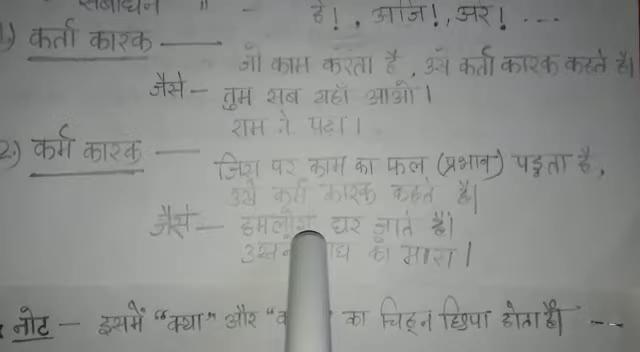 संबोधन " - हे!, अजि!, अरे! ...
1.) कर्ता कारक —
जो काम करता है, उसे कर्ता कारक कहते है।
जैसे - तुम सब यहाँ आओ।
राम ने पढ़ा।
2.) कर्म कारक —
जिस पर काम का फल (प्रभाव) पड़ता है,
उसे कर्म कारक कहते है।
जैसे - हमलोग घर जाते है।
को मारा।
: नोट - इसमें "क्या" और " का चिह्न छिपा होता है। --